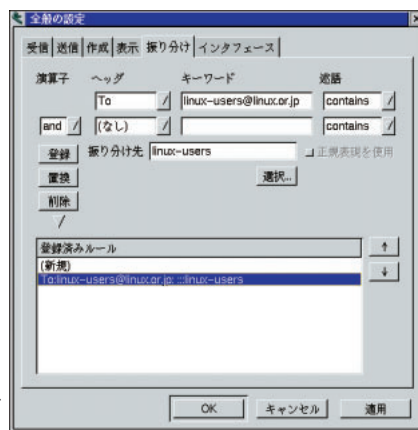 全般の設定
受信 送信 作成 表示 振り分け インタフェース
演算子 ヘッダ キーワード 述語
To linux-users@linux.or.jp contains
and (なし) contains
登録 振り分け先 linux-users 正規表現を使用
置換 選択...
削除
登録済みルール ↑
(新規)
To:linux-users@linux.or.jp: :::linux-users ↓
OK キャンセル 適用